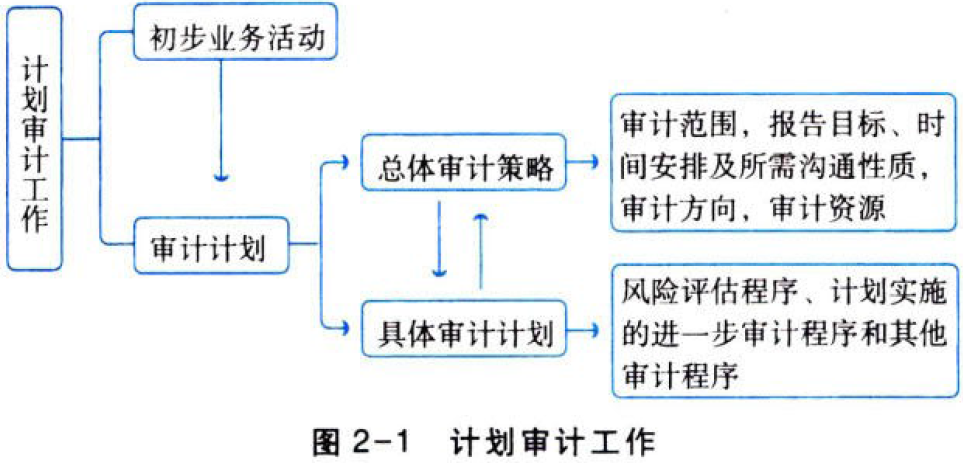 计划审计工作
初步业务活动
审计计划
总体审计策略
具体审计计划
审计范围，报告目标、时
间安排及所需沟通性质，
审计方向，审计资源
风险评估程序、计划实施
的进一步审计程序和其他
审计程序
图 2-1 计划审计工作